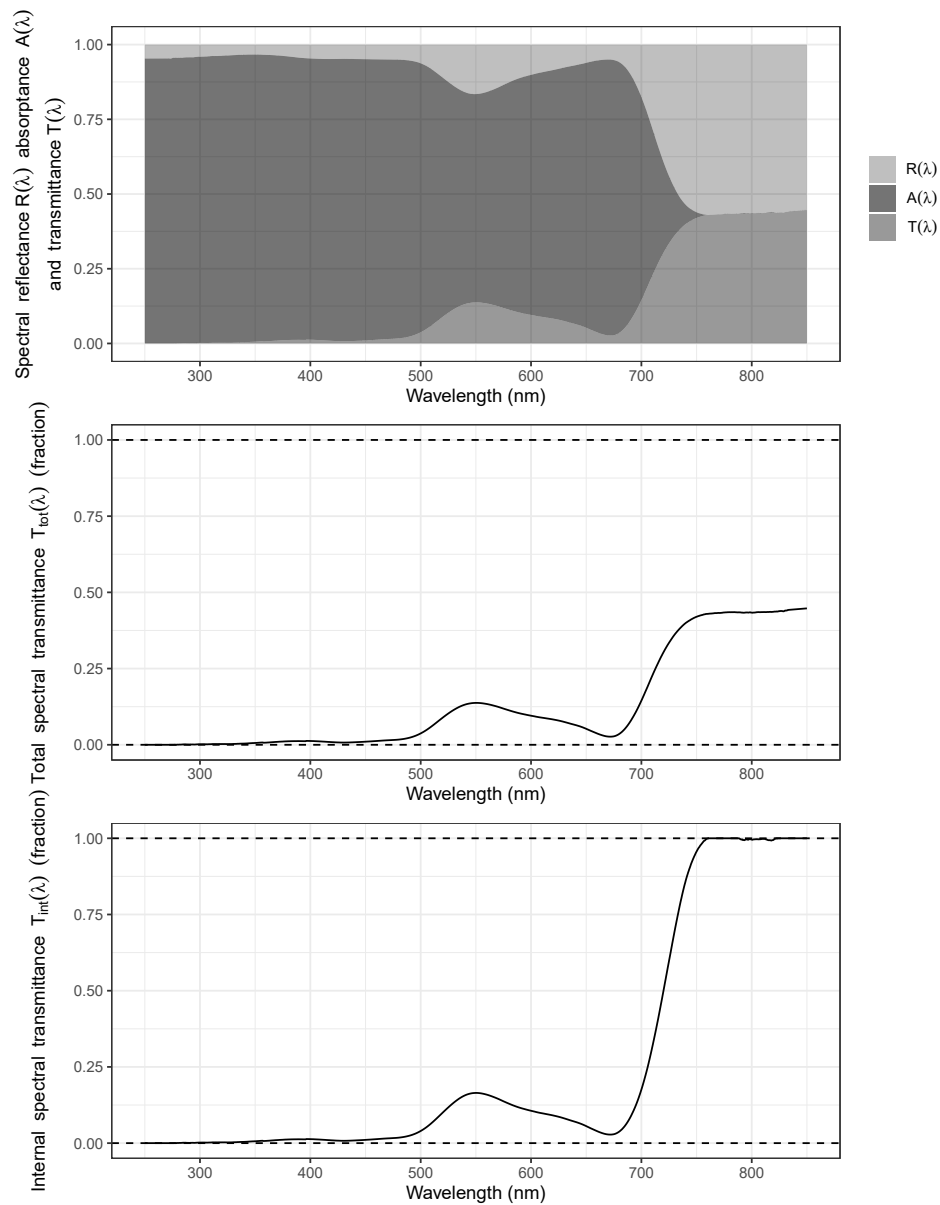 Spectral reflectance R(λ) absorptance A(λ)
and transmittance T(λ)
1.00
0.75
0.50
0.25
0.00
300 400 500 600 700 800
Wavelength (nm)
R(λ)
A(λ)
T(λ)
Total spectral transmittance Ttot(λ) (fraction)
1.00
0.75
0.50
0.25
0.00
300 400 500 600 700 800
Wavelength (nm)
Internal spectral transmittance Tint(λ) (fraction)
1.00
0.75
0.50
0.25
0.00
300 400 500 600 700 800
Wavelength (nm)